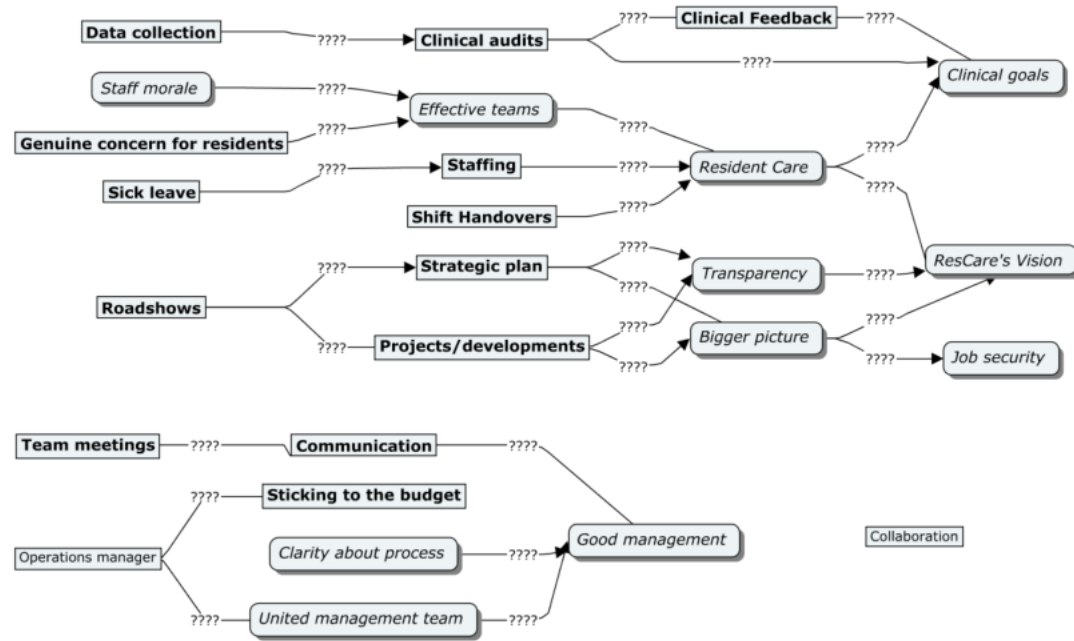 ???? Clinical Feedback ????
Data collection ???? Clinical audits
???? Clinical goals
Staff morale ????
Effective teams ????
Genuine concern for residents ????
???? Staffing ???? Resident Care ????
Sick leave
???? 
Shift Handovers ????
???? Strategic plan ????
ResCare's Vision
Transparency ????
????
Roadshows
????
???? Projects/developments
Bigger picture ????
???? ???? Job security
Team meetings ???? Communication ????
???? Sticking to the budget
Collaboration
Good management
Operations manager
Clarity about process ????
???? United management team ????